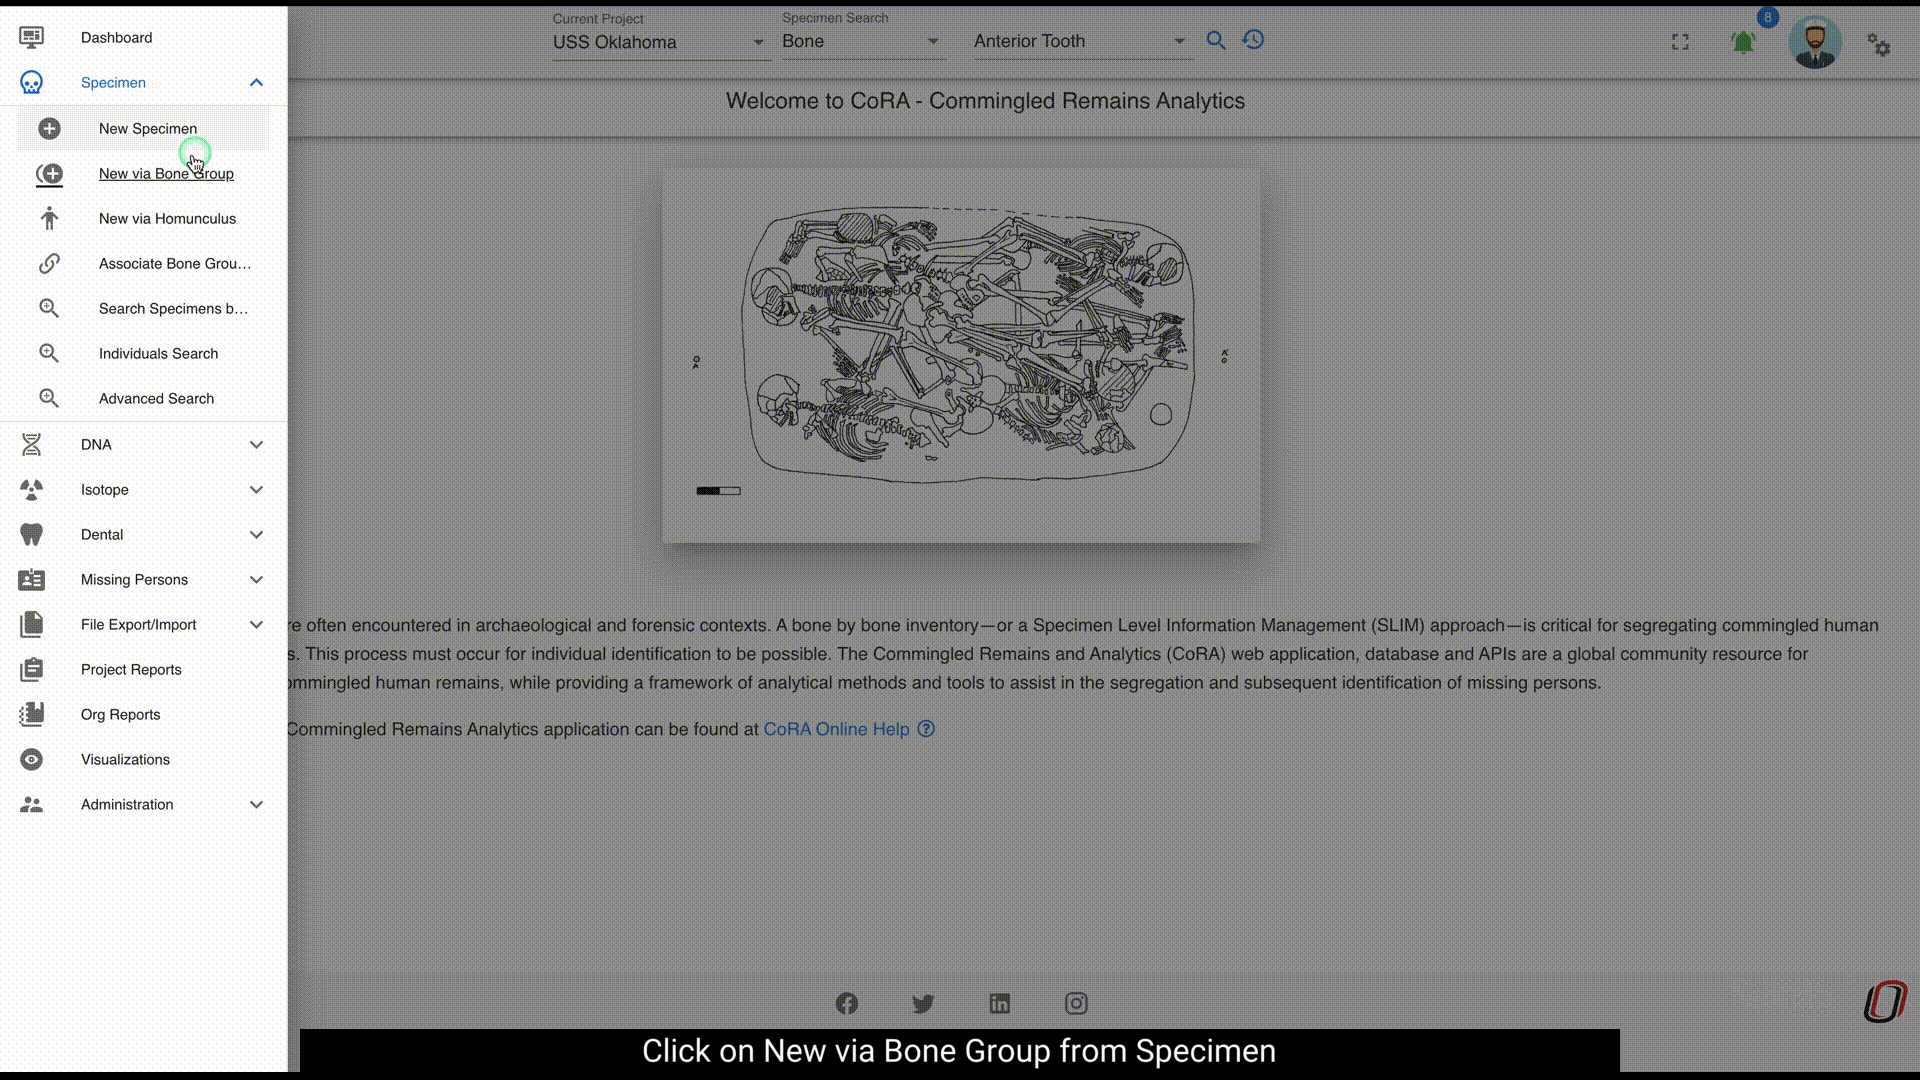 Dashboard
Specimen
New Specimen
New via Bone Group
New via Homunculus
Associate Bone Grou...
Search Specimens b...
Individuals Search
Advanced Search
DNA
Isotope
Dental
Missing Persons
File Export/Import
Project Reports
Org Reports
Visualizations
Administration
Current Project
USS Oklahoma
Specimen Search
Bone
Anterior Tooth
8
Welcome to CoRA - Commingled Remains Analytics
re often encountered in archaeological and forensic contexts. A bone by bone inventory—or a Specimen Level Information Management (SLIM) approach—is critical for segregating commingled human
s. This process must occur for individual identification to be possible. The Commingled Remains and Analytics (CoRA) web application, database and APIs are a global community resource for
ommingled human remains, while providing a framework of analytical methods and tools to assist in the segregation and subsequent identification of missing persons.
Commingled Remains Analytics application can be found at CoRA Online Help
Click on New via Bone Group from Specimen